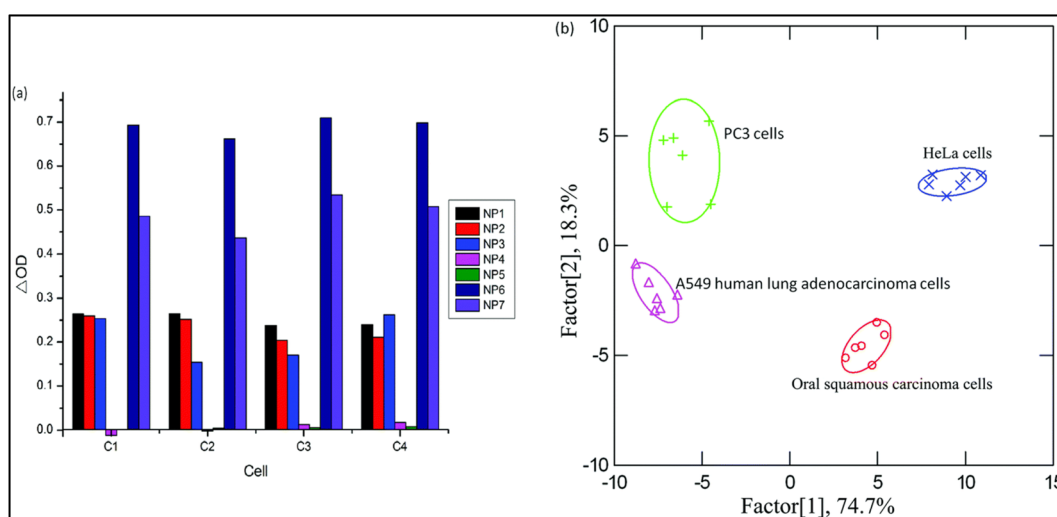 (a)
ΔOD
0.7
0.6
0.5
0.4
0.3
0.2
0.1
0.0
C1 C2 C3 C4
Cell
NP1
NP2
NP3
NP4
NP5
NP6
NP7
(b)
Factor[2], 18.3%
10
5
0
-5
-10
PC3 cells
HeLa cells
A549 human lung adenocarcinoma cells
Oral squamous carcinoma cells
-10 -5 0 5 10 15
Factor[1], 74.7%